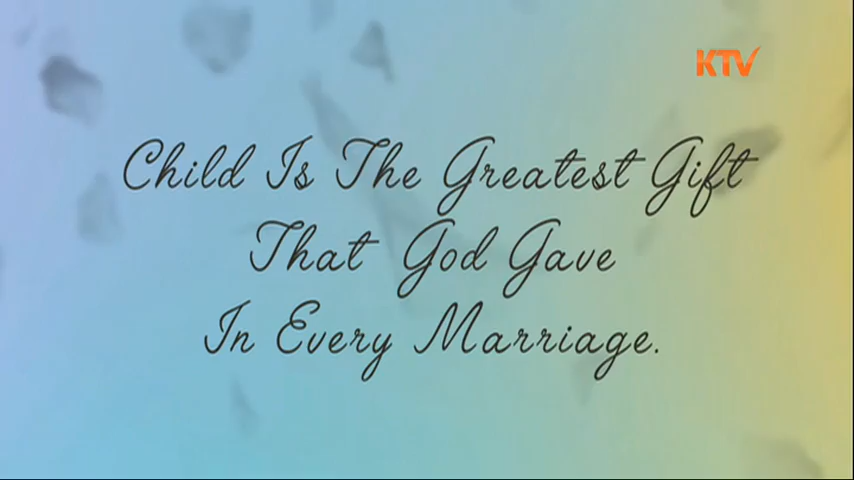 KTV
Child Is The Greatest Gift
That God Gave
In Every Marriage.